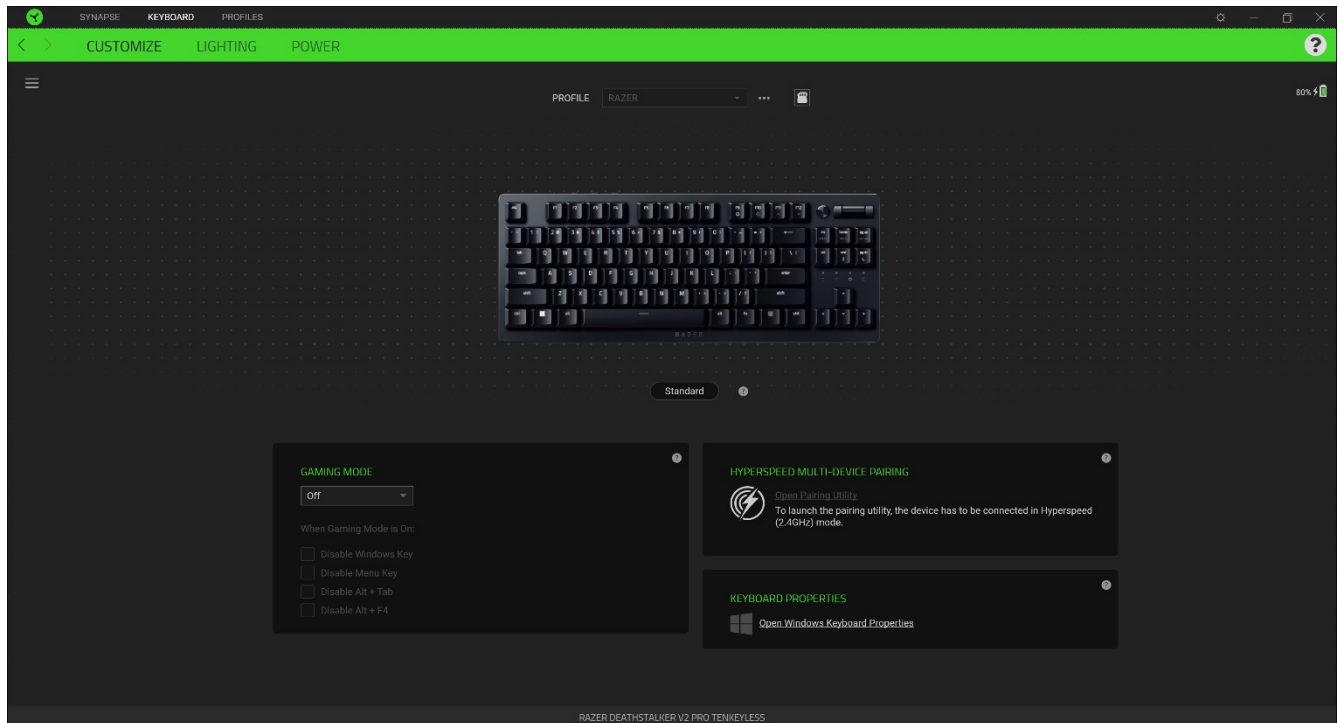 SYNAPSE KEYBOARD PROFILES
CUSTOMIZE LIGHTING POWER
PROFILE RAZER
80%
RAZER
Standard
GAMING MODE
Off
When Gaming Mode is On:
Disable Windows Key
Disable Menu Key
Disable Alt + Tab
Disable Alt + F4
HYPERSPEED MULTI-DEVICE PAIRING
Open Pairing Utility
To launch the pairing utility, the device has to be connected in Hyperspeed
(2.4GHz) mode.
KEYBOARD PROPERTIES
Open Windows Keyboard Properties
RAZER DEATHSTALKER V2 PRO TENKEYLESS